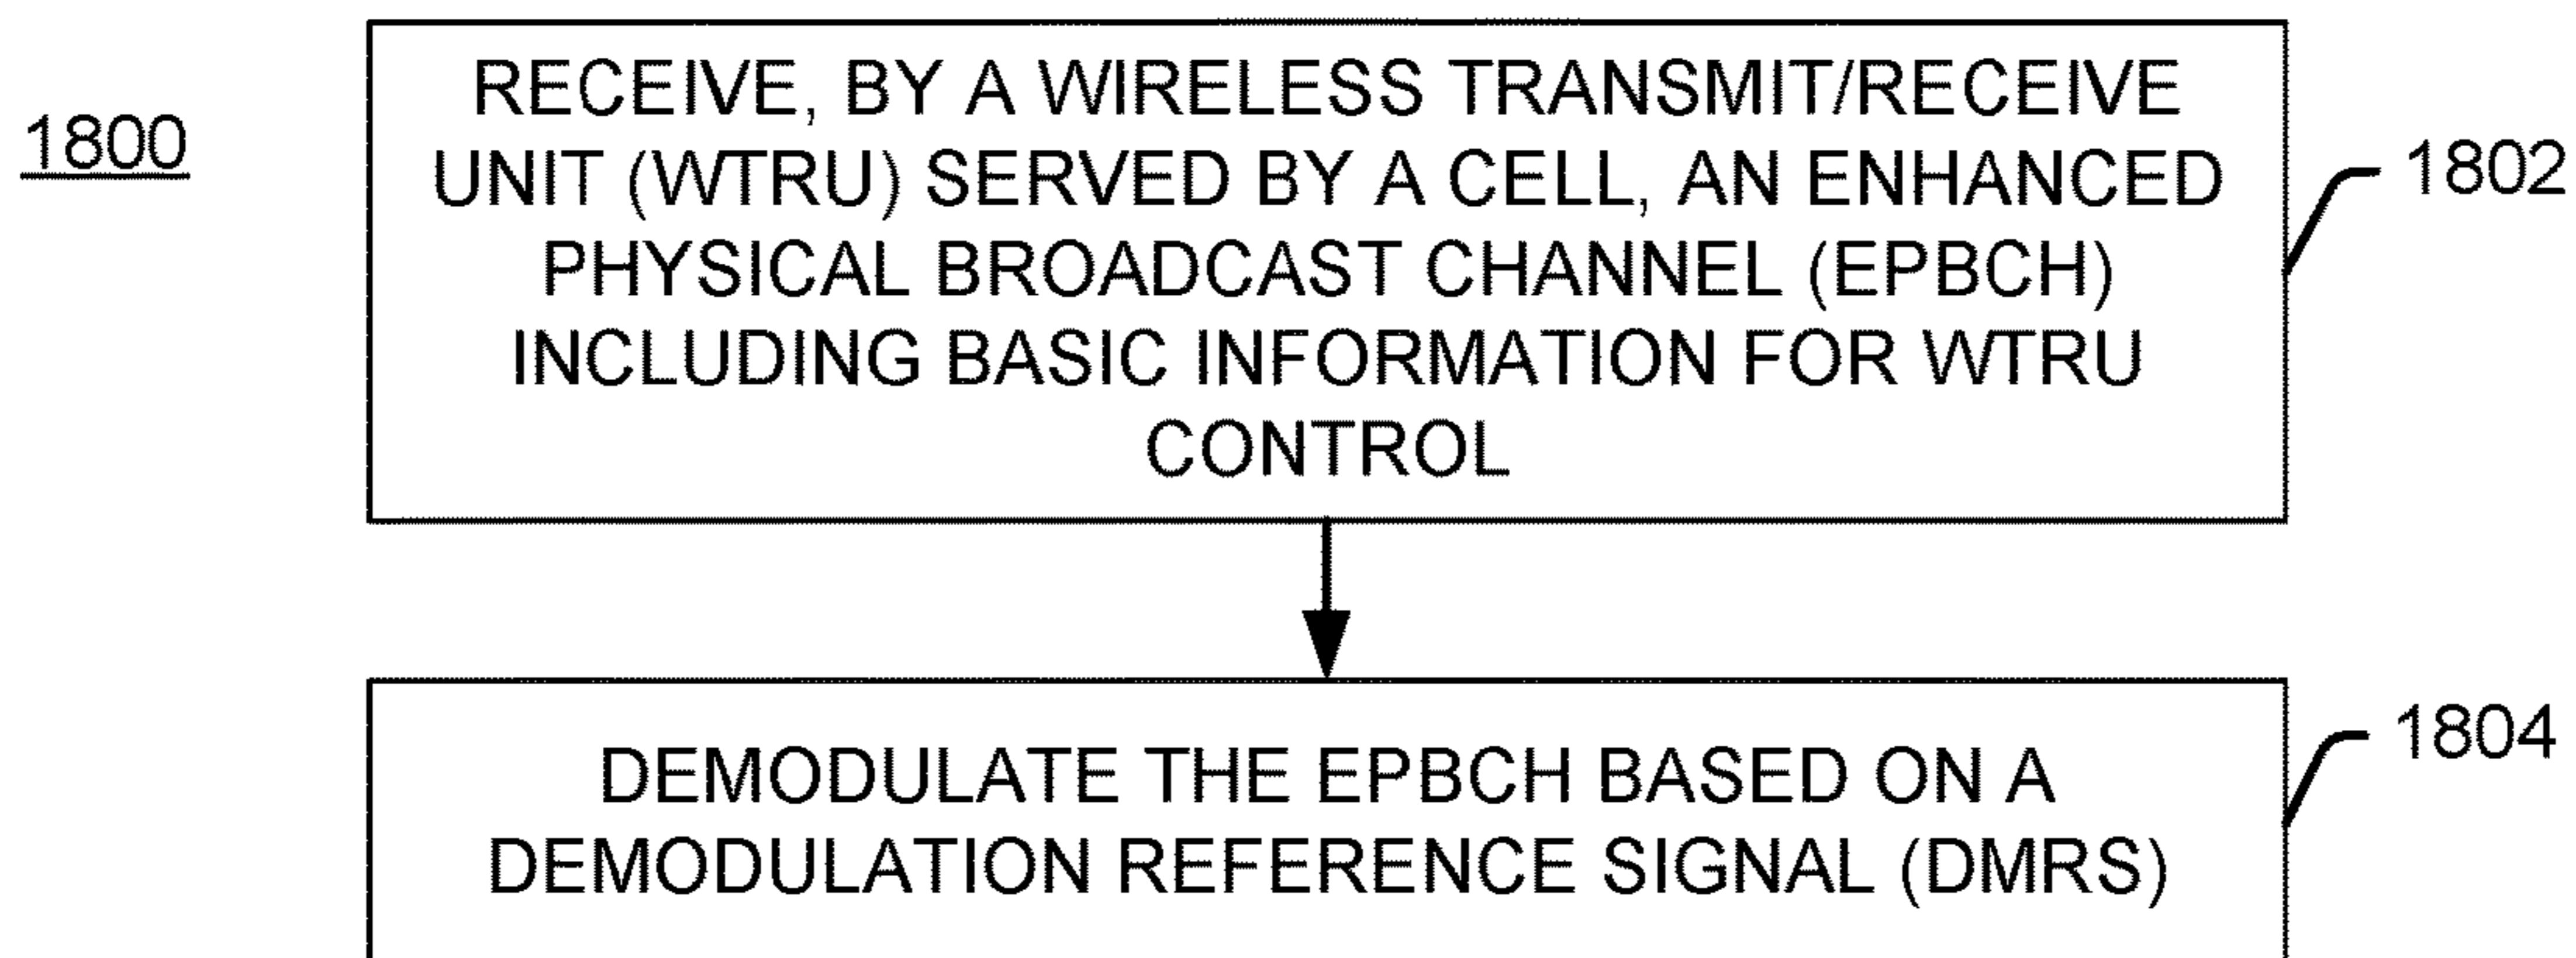 1800
RECEIVE, BY A WIRELESS TRANSMIT/RECEIVE
UNIT (WTRU) SERVED BY A CELL, AN ENHANCED
PHYSICAL BROADCAST CHANNEL (EPBCH)
INCLUDING BASIC INFORMATION FOR WTRU
CONTROL
1802
DEMODULATE THE EPBCH BASED ON A
DEMODULATION REFERENCE SIGNAL (DMRS)
1804